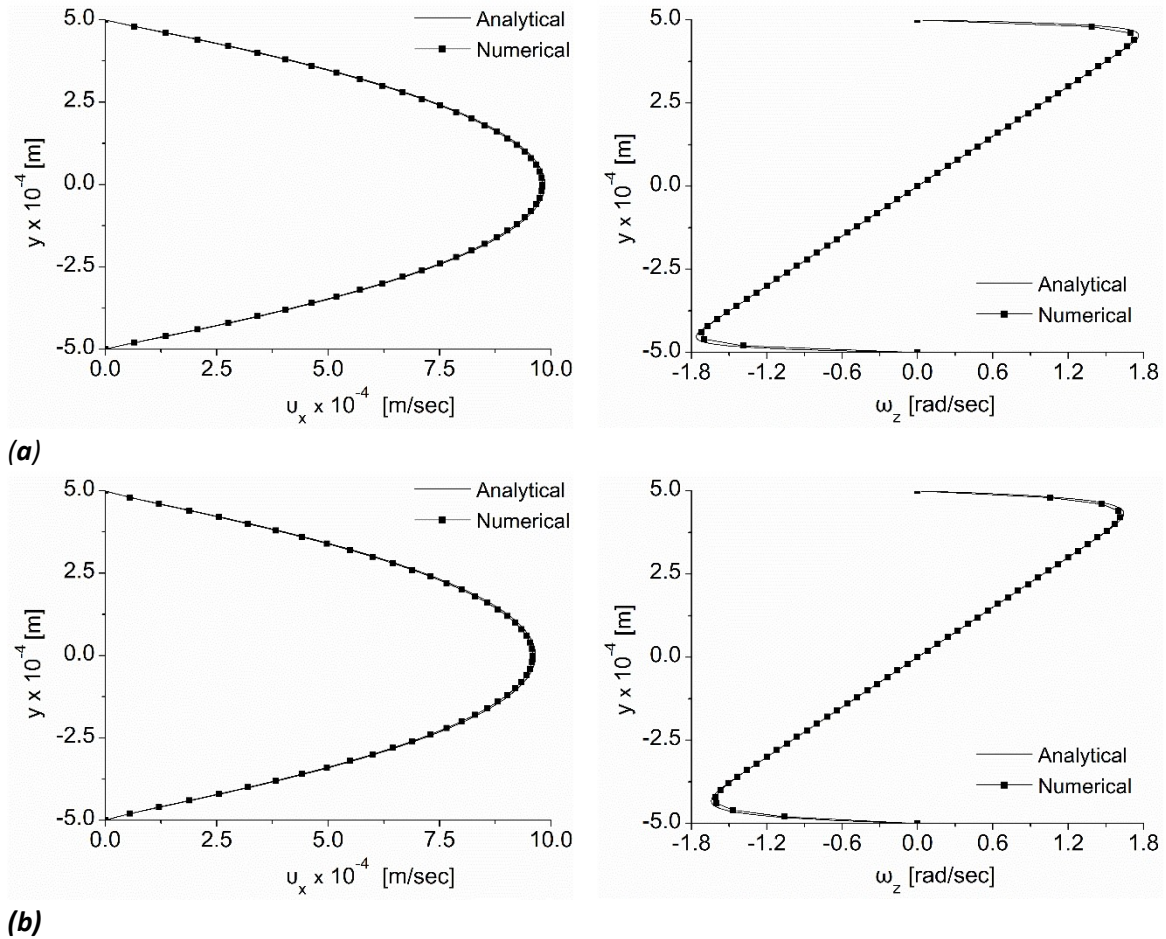 5.0
2.5
0.0
-2.5
-5.0
y x 10⁻⁴ [m]
Analytical
Numerical
0.0 2.5 5.0 7.5 10.0
υₓ x 10⁻⁴ [m/sec]
5.0
2.5
0.0
-2.5
-5.0
y x 10⁻⁴ [m]
Analytical
Numerical
-1.8 -1.2 -0.6 0.0 0.6 1.2 1.8
ω_z [rad/sec]
(a)
5.0
2.5
0.0
-2.5
-5.0
y x 10⁻⁴ [m]
Analytical
Numerical
0.0 2.5 5.0 7.5 10.0
υₓ x 10⁻⁴ [m/sec]
5.0
2.5
0.0
-2.5
-5.0
y x 10⁻⁴ [m]
Analytical
Numerical
-1.8 -1.2 -0.6 0.0 0.6 1.2 1.8
ω_z [rad/sec]
(b)